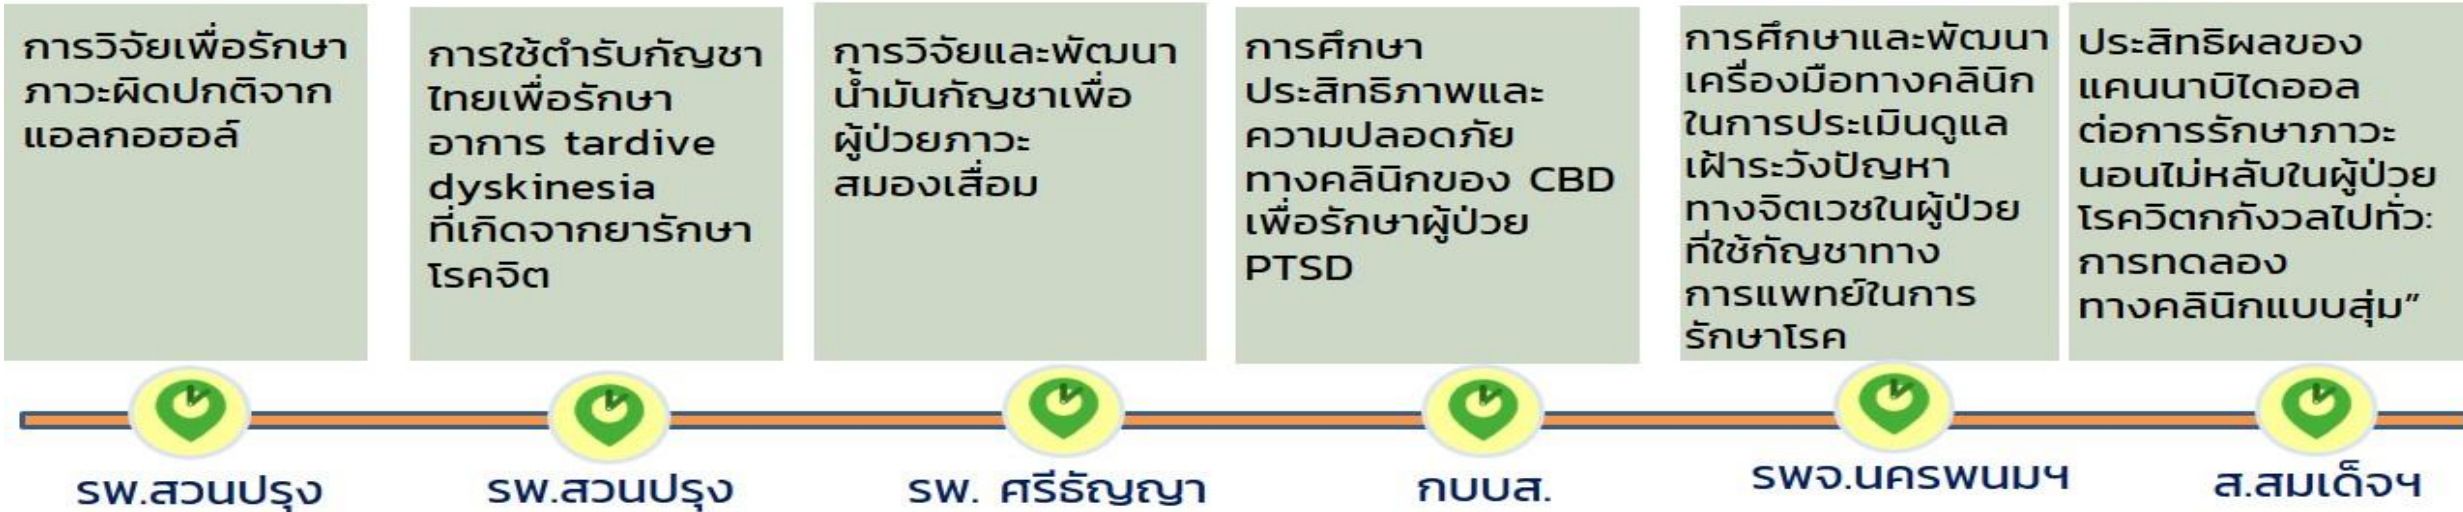 การวิจัยเพื่อรักษา
ภาวะผิดปกติจาก
แอลกอฮอล์
การใช้ตำรับกัญชา
ไทยเพื่อรักษา
อาการ tardive
dyskinesia
ที่เกิดจากยารักษา
โรคจิต
การวิจัยและพัฒนา
น้ำมันกัญชาเพื่อ
ผู้ป่วยภาวะ
สมองเสื่อม
การศึกษา
ประสิทธิภาพและ
ความปลอดภัย
ทางคลินิกของ CBD
เพื่อรักษาผู้ป่วย
PTSD
การศึกษาและพัฒนา
เครื่องมือทางคลินิก
ในการประเมินดูแล
เฝ้าระวังปัญหา
ทางจิตเวชในผู้ป่วย
ที่ใช้กัญชาทาง
การแพทย์ในการ
รักษาโรค
ประสิทธิผลของ
แคนนาบิไดออล
ต่อการรักษาภาวะ
นอนไม่หลับในผู้ป่วย
โรควิตกกังวลไปทั่ว:
การทดลอง
ทางคลินิกแบบสุ่ม”
รพ.สวนปรุง
รพ.สวนปรุง
รพ. ศรีธัญญา
กบบส.
รพจ.นครพนมฯ
ส.สมเด็จฯ